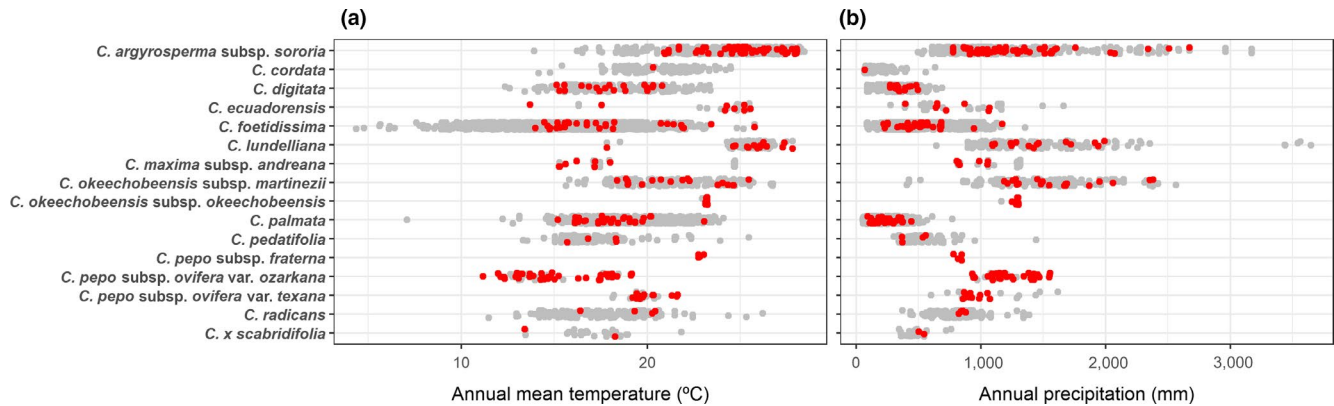 (a)
(b)
C. argyrosperma subsp. sororia
C. cordata
C. digitata
C. ecuadorensis
C. foetidissima
C. lundelliana
C. maxima subsp. andreana
C. okeechobeensis subsp. martinezii
C. okeechobeensis subsp. okeechobeensis
C. palmata
C. pedatifolia
C. pepo subsp. fraterna
C. pepo subsp. ovifera var. ozarkana
C. pepo subsp. ovifera var. texana
C. radicans
C. x scabridifolia
10 20
0 1,000 2,000 3,000
Annual mean temperature (ºC)
Annual precipitation (mm)